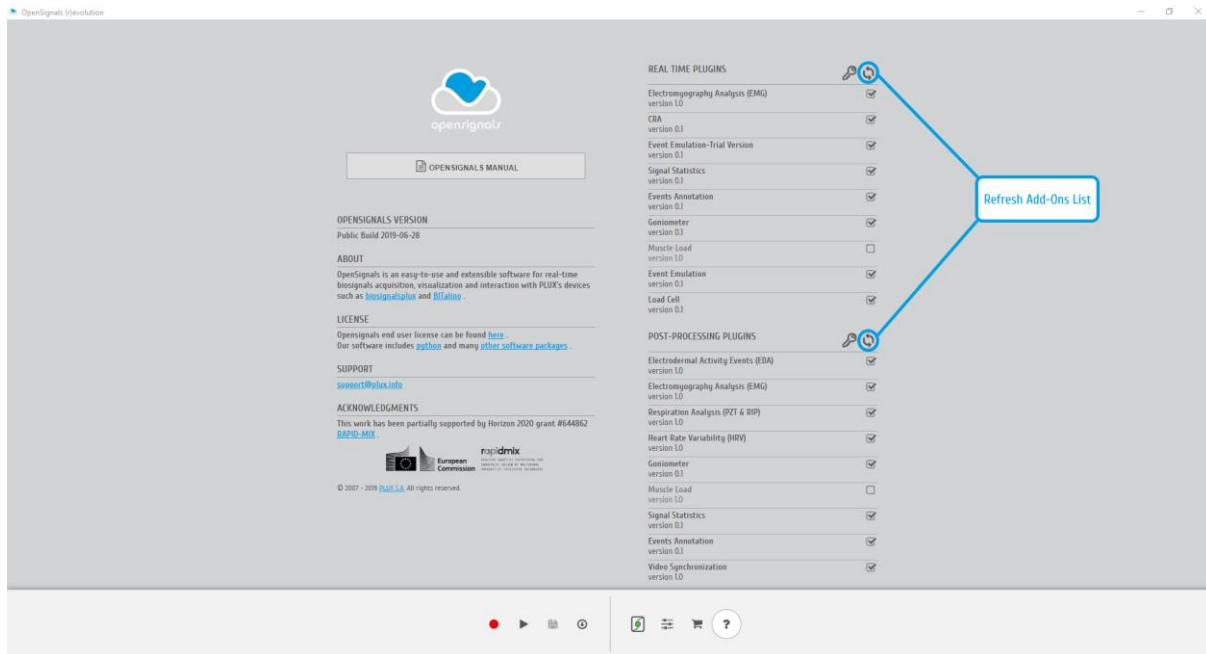 OpenSignals (r)evolution
opensignals
OPENSIGNALS MANUAL
OPENSIGNALS VERSION
Public Build 2019-06-28
ABOUT
OpenSignals is an easy-to-use and extensible software for real-time
biosignals acquisition, visualization and interaction with PLUX's devices
such as biosignalsplux and BITalino .
LICENSE
Opensignals end user license can be found here .
Our software includes python and many other software packages .
SUPPORT
support@plux.info
ACKNOWLEDGMENTS
This work has been partially supported by Horizon 2020 grant #644862
RAPID-MIX .
European
Commission
rapidmix
© 2007 - 2019 PLUX S.A. All rights reserved.
REAL TIME PLUGINS
Electromyography Analysis (EMG)
version 1.0
CRA
version 0.1
Event Emulation-Trial Version
version 0.1
Signal Statistics
version 0.1
Events Annotation
version 0.1
Goniometer
version 0.1
Muscle Load
version 1.0
Event Emulation
version 0.1
Load Cell
version 0.1
POST-PROCESSING PLUGINS
Electrodermal Activity Events (EDA)
version 1.0
Electromyography Analysis (EMG)
version 1.0
Respiration Analysis (PZT & RIP)
version 1.0
Heart Rate Variability (HRV)
version 1.0
Goniometer
version 0.1
Muscle Load
version 1.0
Signal Statistics
version 0.1
Events Annotation
version 0.1
Video Synchronization
version 1.0
Refresh Add-Ons List
?